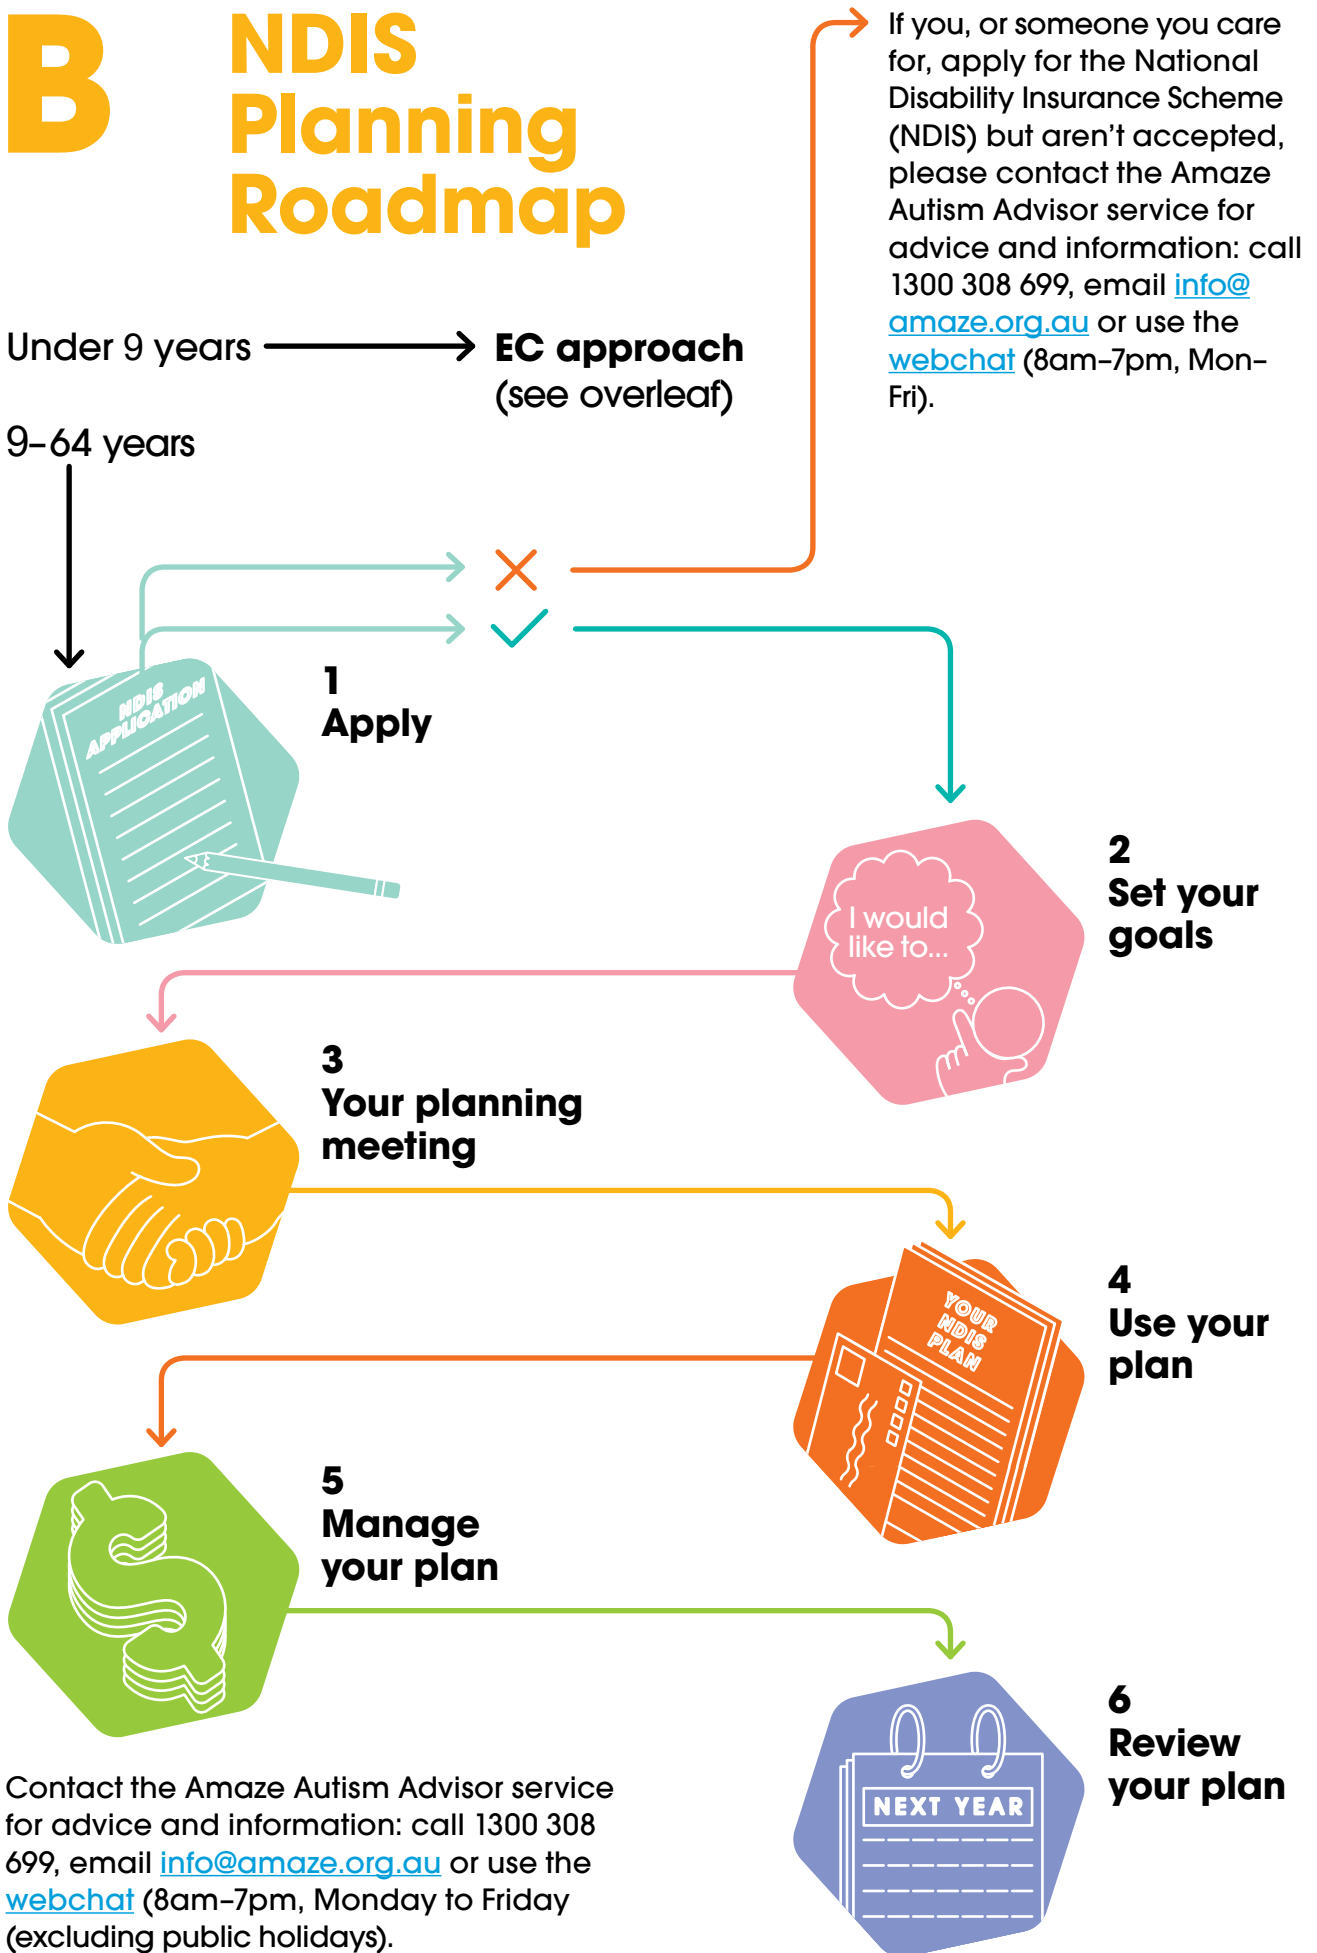 B
NDIS
Planning
Roadmap
If you, or someone you care
for, apply for the National
Disability Insurance Scheme
(NDIS) but aren't accepted,
please contact the Amaze
Autism Advisor service for
advice and information: call
1300 308 699, email info@
amaze.org.au or use the
webchat (8am–7pm, Mon–
Fri).
Under 9 years
EC approach
(see overleaf)
9–64 years
NDIS
APPLICATION
1
Apply
I would
like to...
2
Set your
goals
3
Your planning
meeting
YOUR
NDIS
PLAN
4
Use your
plan
5
Manage
your plan
NEXT YEAR
6
Review
your plan
Contact the Amaze Autism Advisor service
for advice and information: call 1300 308
699, email info@amaze.org.au or use the
webchat (8am–7pm, Monday to Friday
(excluding public holidays).